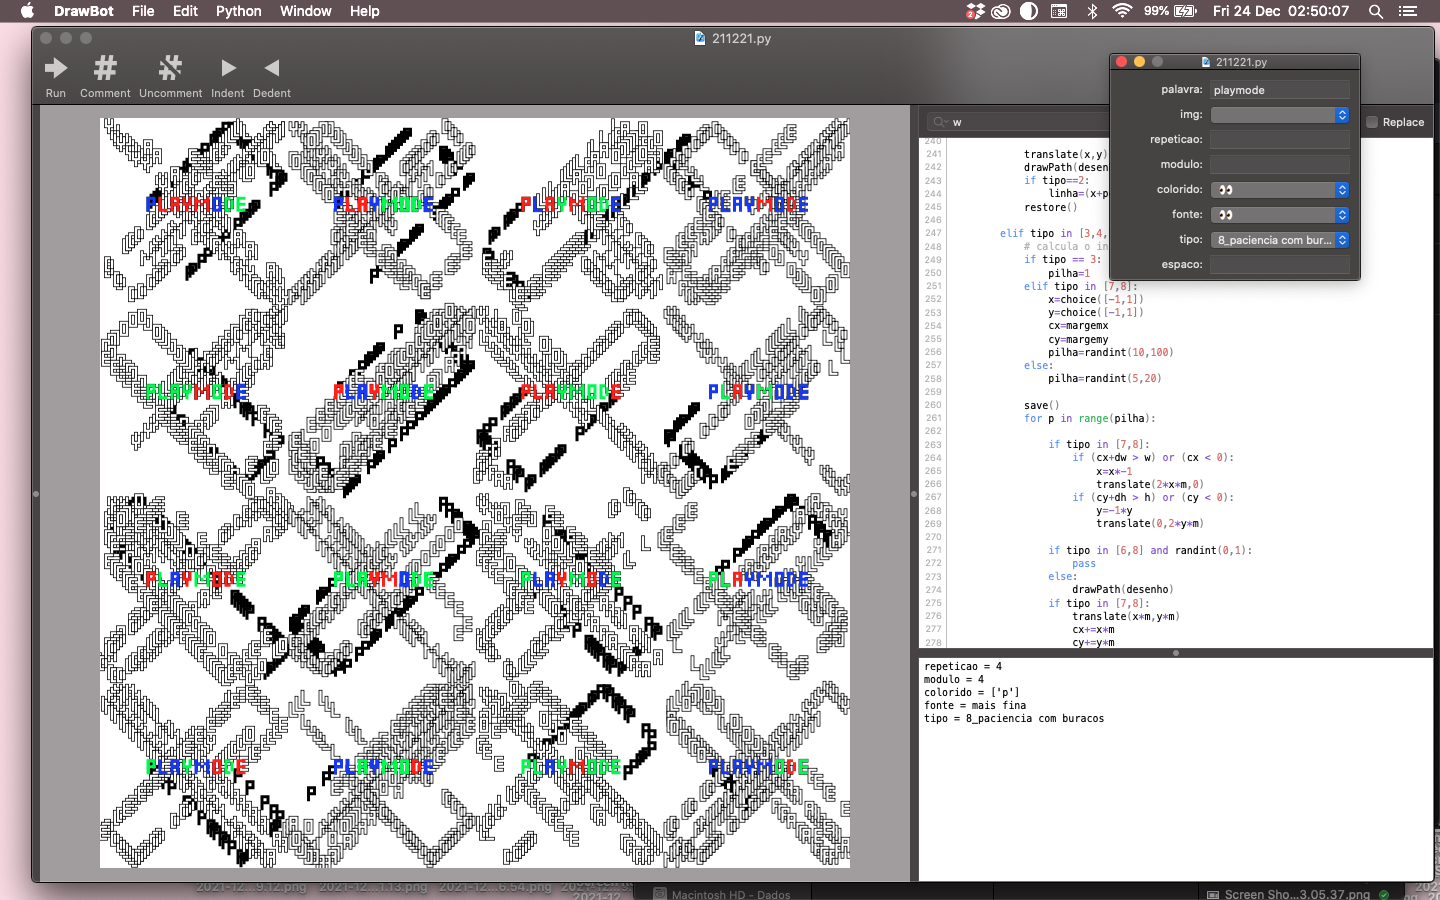 DrawBot File Edit Python Window Help
99% Fri 24 Dec 02:50:07
211221.py
Run Comment Uncomment Indent Dedent
211221.py
palavra: playmode
img:
repeticao:
modulo:
colorido: 👀
fonte: 👀
tipo: 8_paciencia com bur...
espaco:
w
Replace
240
241 translate(x,y)
242 drawPath(desen
243 if tipo==2:
244 linha=(x+p
245 restore()
246
247 elif tipo in [3,4,
248 # calcula o in
249 if tipo == 3:
250 pilha=1
251 elif tipo in [7,8]:
252 x=choice([-1,1])
253 y=choice([-1,1])
254 cx=margemx
255 cy=margemy
256 pilha=randint(10,100)
257 else:
258 pilha=randint(5,20)
259
260 save()
261 for p in range(pilha):
262
263 if tipo in [7,8]:
264 if (cx+dw > w) or (cx < 0):
265 x=x*-1
266 translate(2*x*m,0)
267 if (cy+dh > h) or (cy < 0):
268 y=-1*y
269 translate(0,2*y*m)
270
271 if tipo in [6,8] and randint(0,1):
272 pass
273 else:
274 drawPath(desenho)
275 if tipo in [7,8]:
276 translate(x*m,y*m)
277 cx+=x*m
278 cy+=y*m
repeticao = 4
modulo = 4
colorido = ['p']
fonte = mais fina
tipo = 8_paciencia com buracos
PLAYMODE PLAYMODE PLAYMODE PLAYMODE
PLAYMODE PLAYMODE PLAYMODE PLAYMODE
PLAYMODE PLAYMODE PLAYMODE PLAYMODE
PLAYMODE PLAYMODE PLAYMODE PLAYMODE
2021-12...9.12.png 2021-12...1.13.png 2021-12...6.54.png
Macintosh HD - Dados
Screen Sho...3.05.37.png